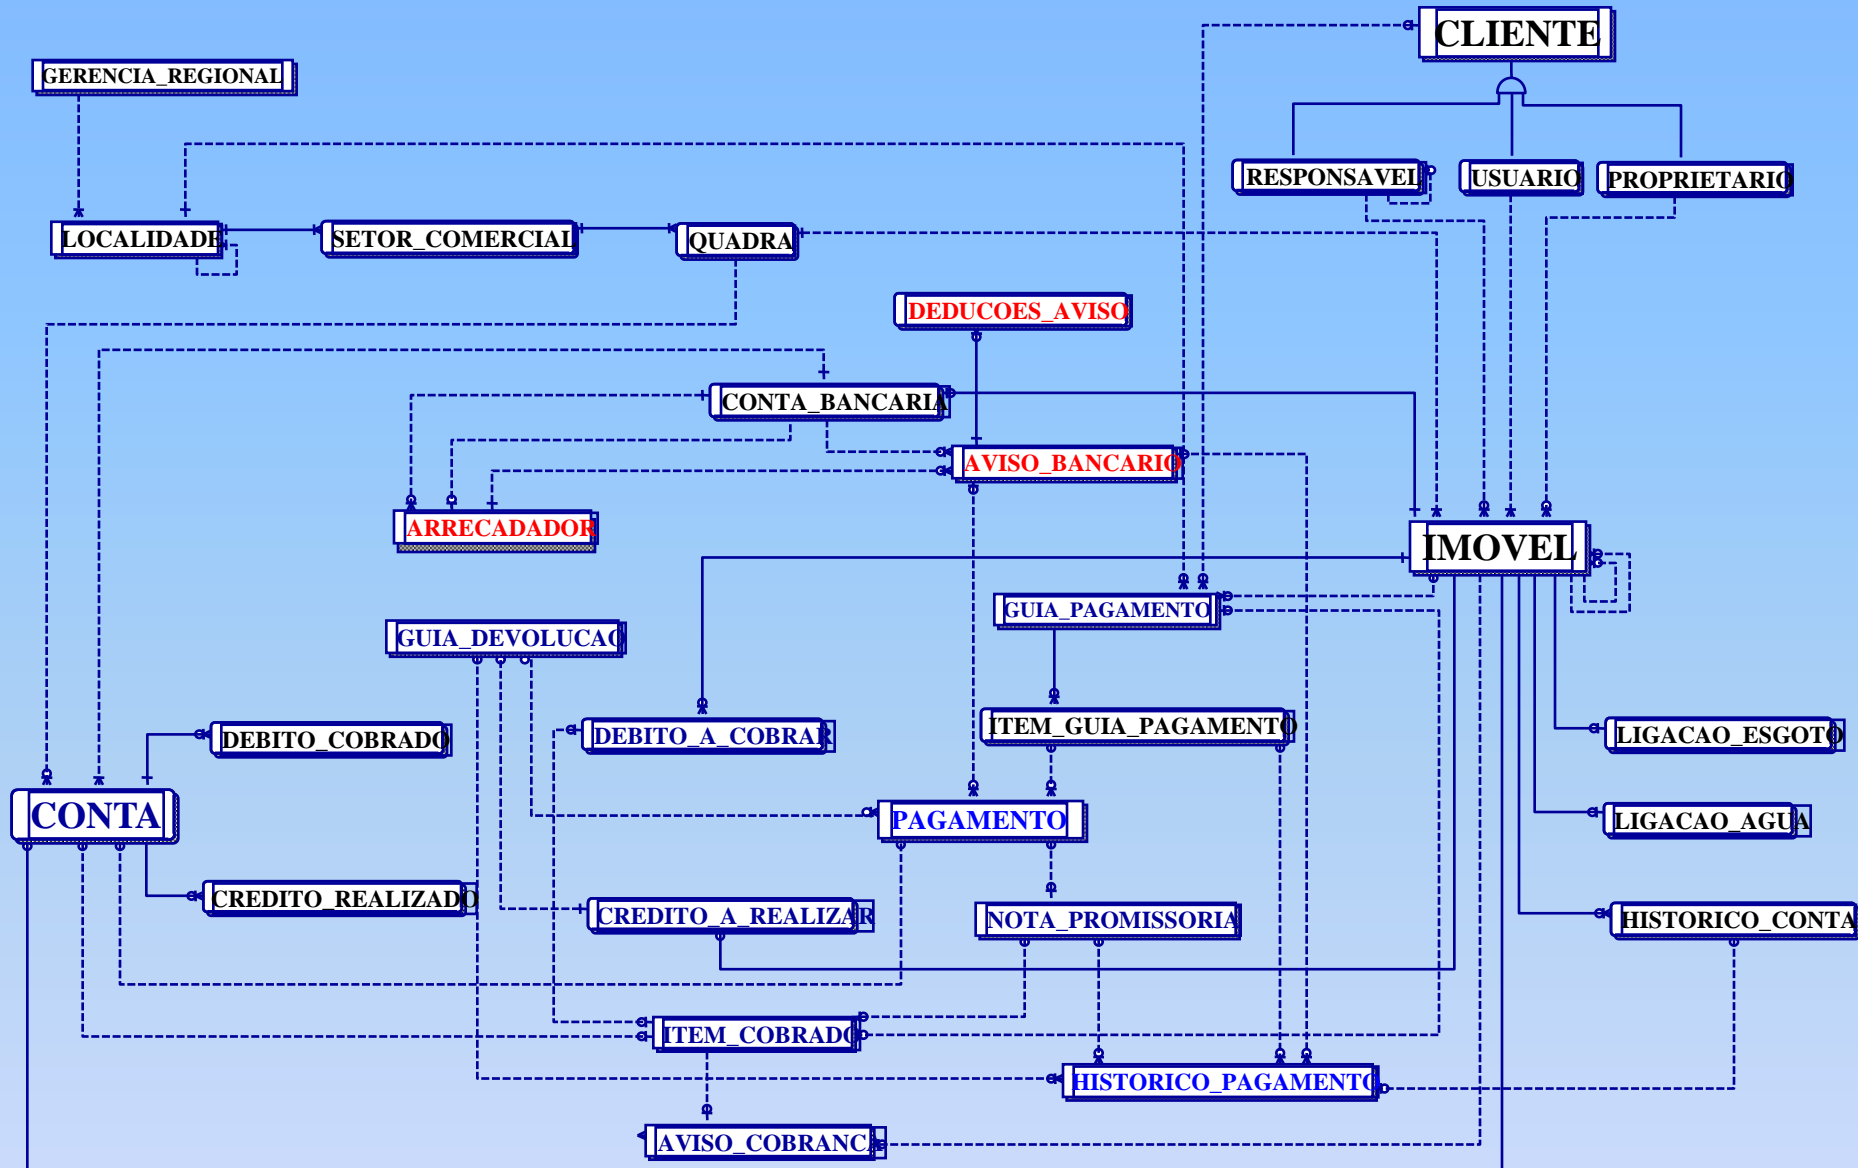 CLIENTE
GERENCIA_REGIONAL
RESPONSAVEL
USUARIO
PROPRIETARIO
LOCALIDADE
SETOR_COMERCIAL
QUADRA
DEDUCOES_AVISO
CONTA_BANCARIA
AVISO_BANCARIO
ARRECADADOR
IMOVEL
GUIA_PAGAMENTO
GUIA_DEVOLUCAO
ITEM_GUIA_PAGAMENTO
DEBITO_COBRADO
DEBITO_A_COBRAR
LIGACAO_ESGOTO
CONTA
PAGAMENTO
LIGACAO_AGUA
CREDITO_REALIZADO
CREDITO_A_REALIZAR
NOTA_PROMISSORIA
HISTORICO_CONTA
ITEM_COBRADO
HISTORICO_PAGAMENTO
AVISO_COBRANCA